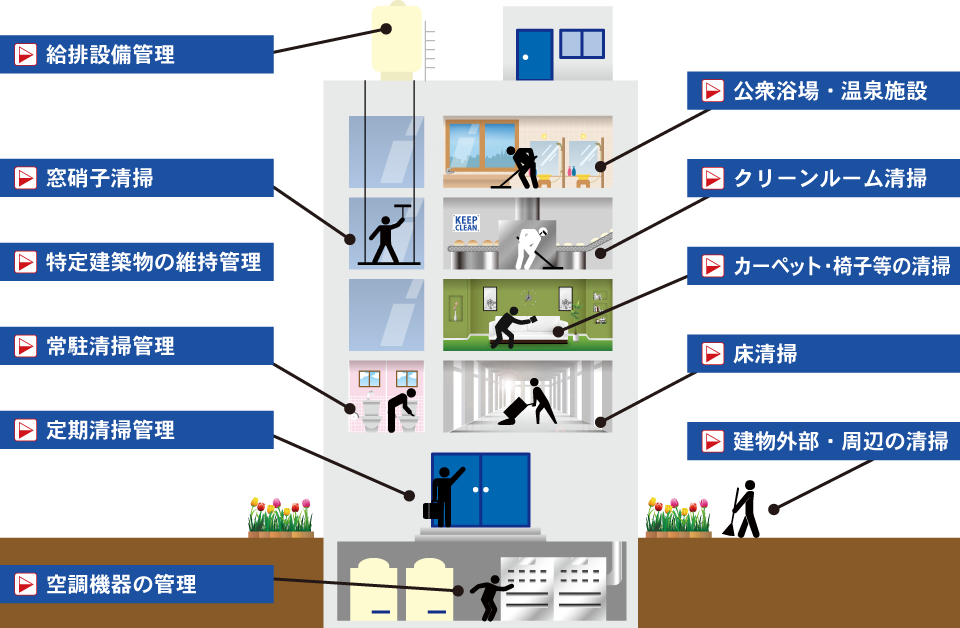 給排設備管理
窓硝子清掃
特定建築物の維持管理
常駐清掃管理
定期清掃管理
空調機器の管理
公衆浴場・温泉施設
クリーンルーム清掃
カーペット・椅子等の清掃
床清掃
建物外部・周辺の清掃
KEEP
CLEAN.